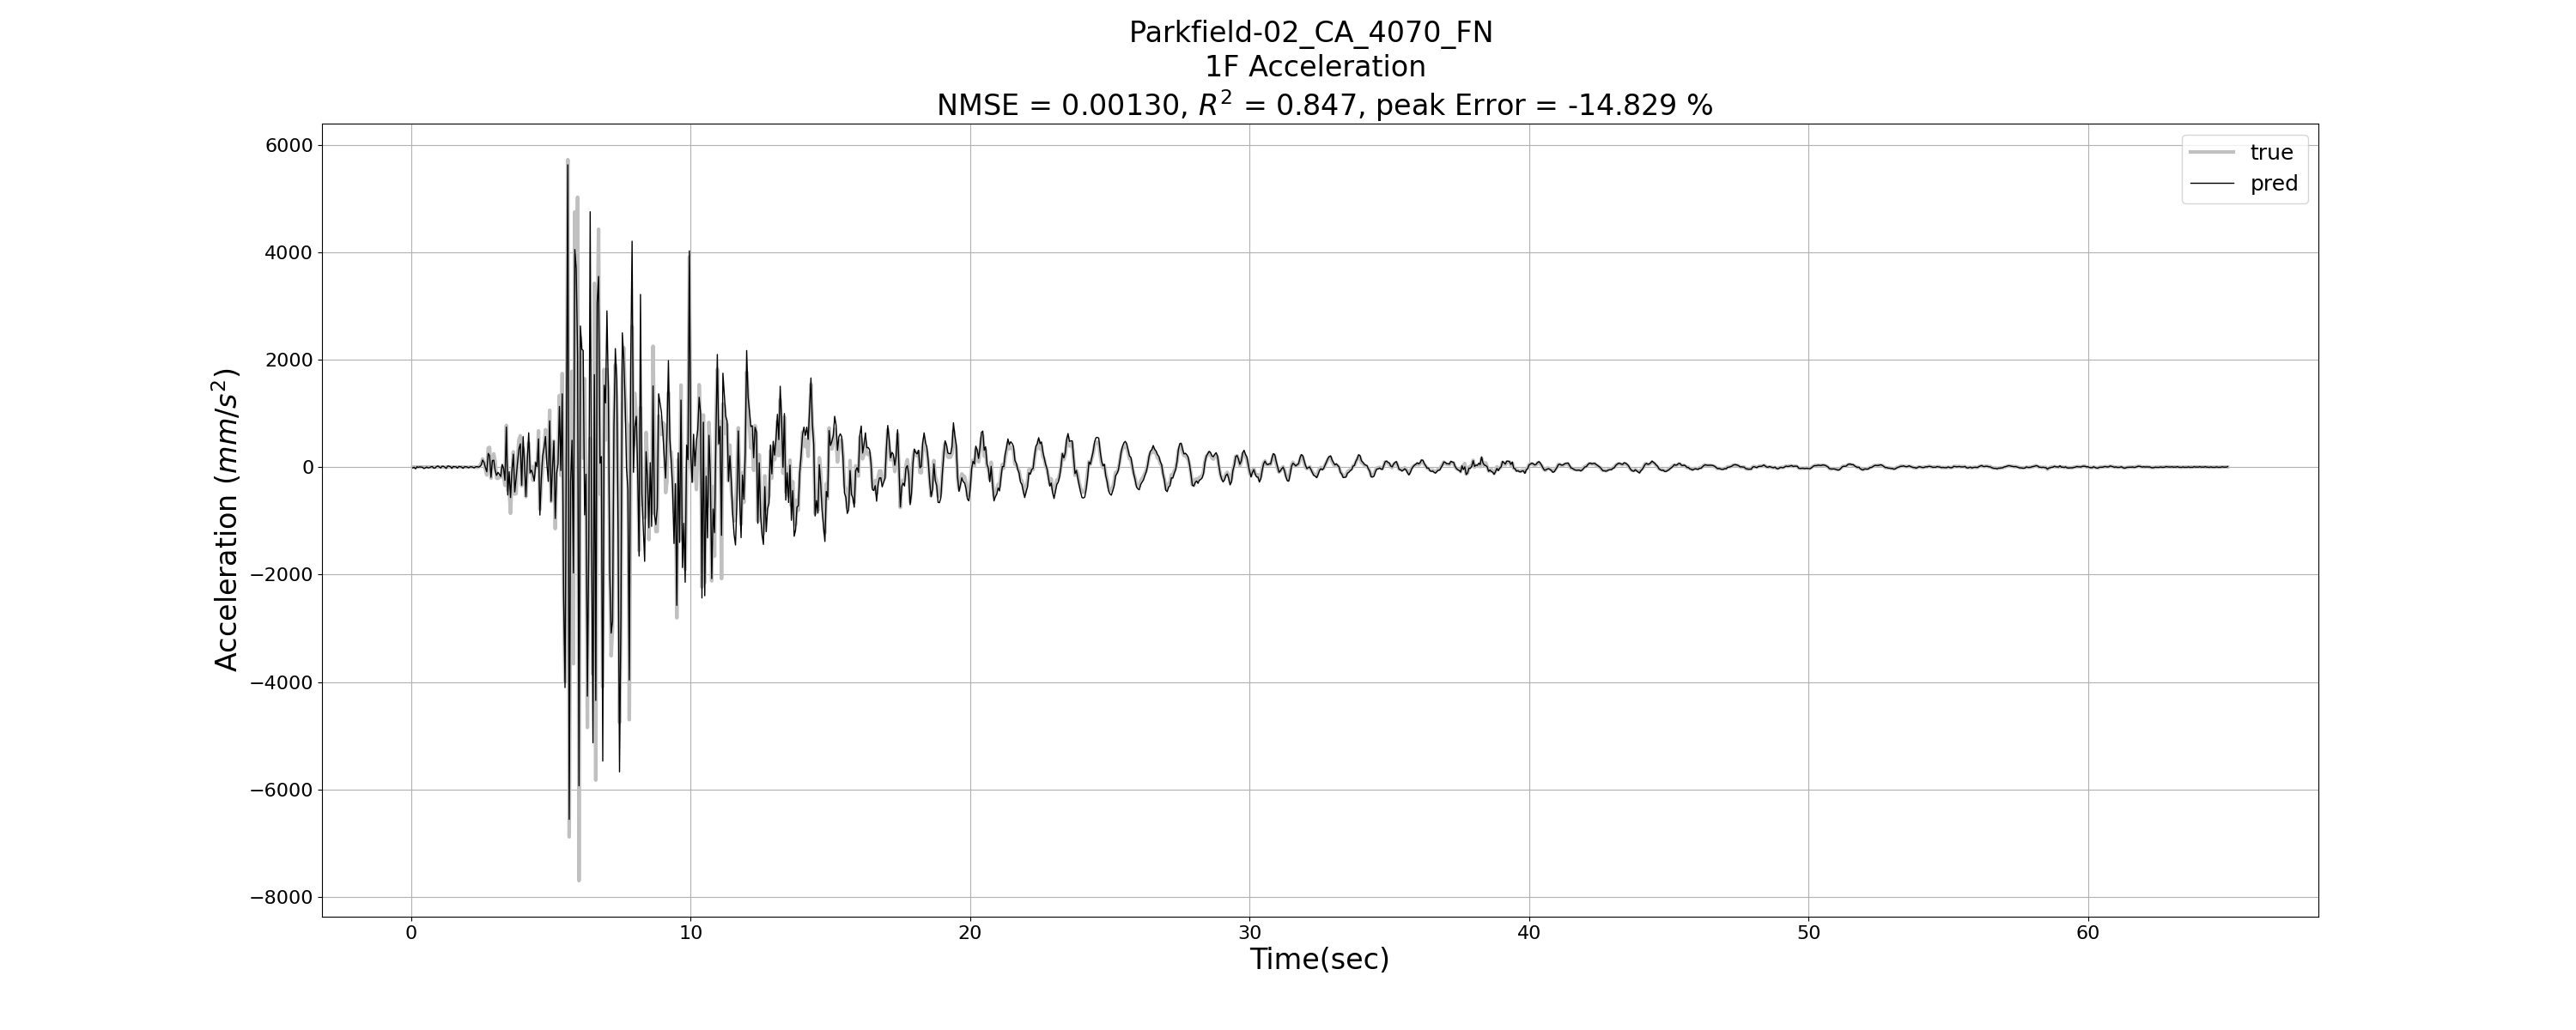 Parkfield-02_CA_4070_FN
1F Acceleration
NMSE = 0.00130, R² = 0.847, peak Error = -14.829 %
6000
4000
2000
0
−2000
−4000
−6000
−8000
Acceleration (mm/s²)
true
pred
0 10 20 30 40 50 60
Time(sec)